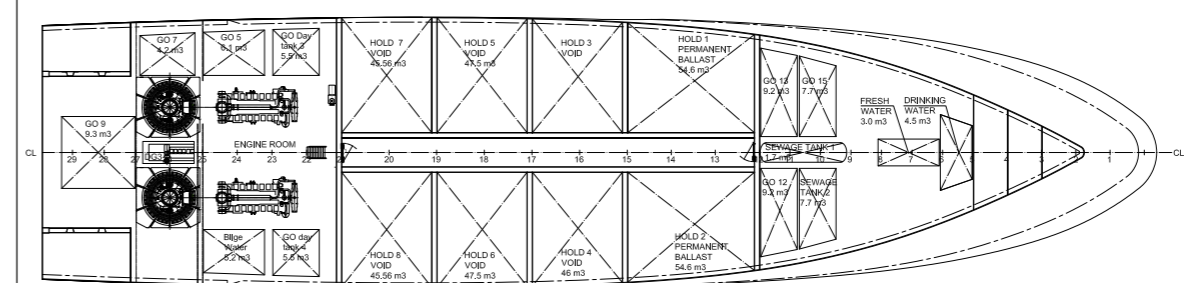 GO 7
4.2 m3
GO 5
6.1 m3
GO Day
tank 3
5.5 m3
HOLD 7
VOID
45.56 m3
HOLD 5
VOID
47.5 m3
HOLD 3
VOID
HOLD 1
PERMANENT
BALLAST
54.6 m3
GO 13
9.2 m3
GO 15
7.7 m3
FRESH
WATER
3.0 m3
DRINKING
WATER
4.5 m3
GO 9
9.3 m3
ENGINE ROOM
DG3
SEWAGE TANK 1
1.7 m3
CL
29 28 27 25 24 23 22 20 19 18 17 16 15 14 13 11 10 9 8 7 6 5 3 1
CL
GO 12
9.2 m3
SEWAGE
TANK 2
7.7 m3
Bilge
Water
5.2 m3
GO day
tank 4
5.5 m3
HOLD 8
VOID
45.56 m3
HOLD 6
VOID
47.5 m3
HOLD 4
VOID
46 m3
HOLD 2
PERMANENT
BALLAST
54.6 m3